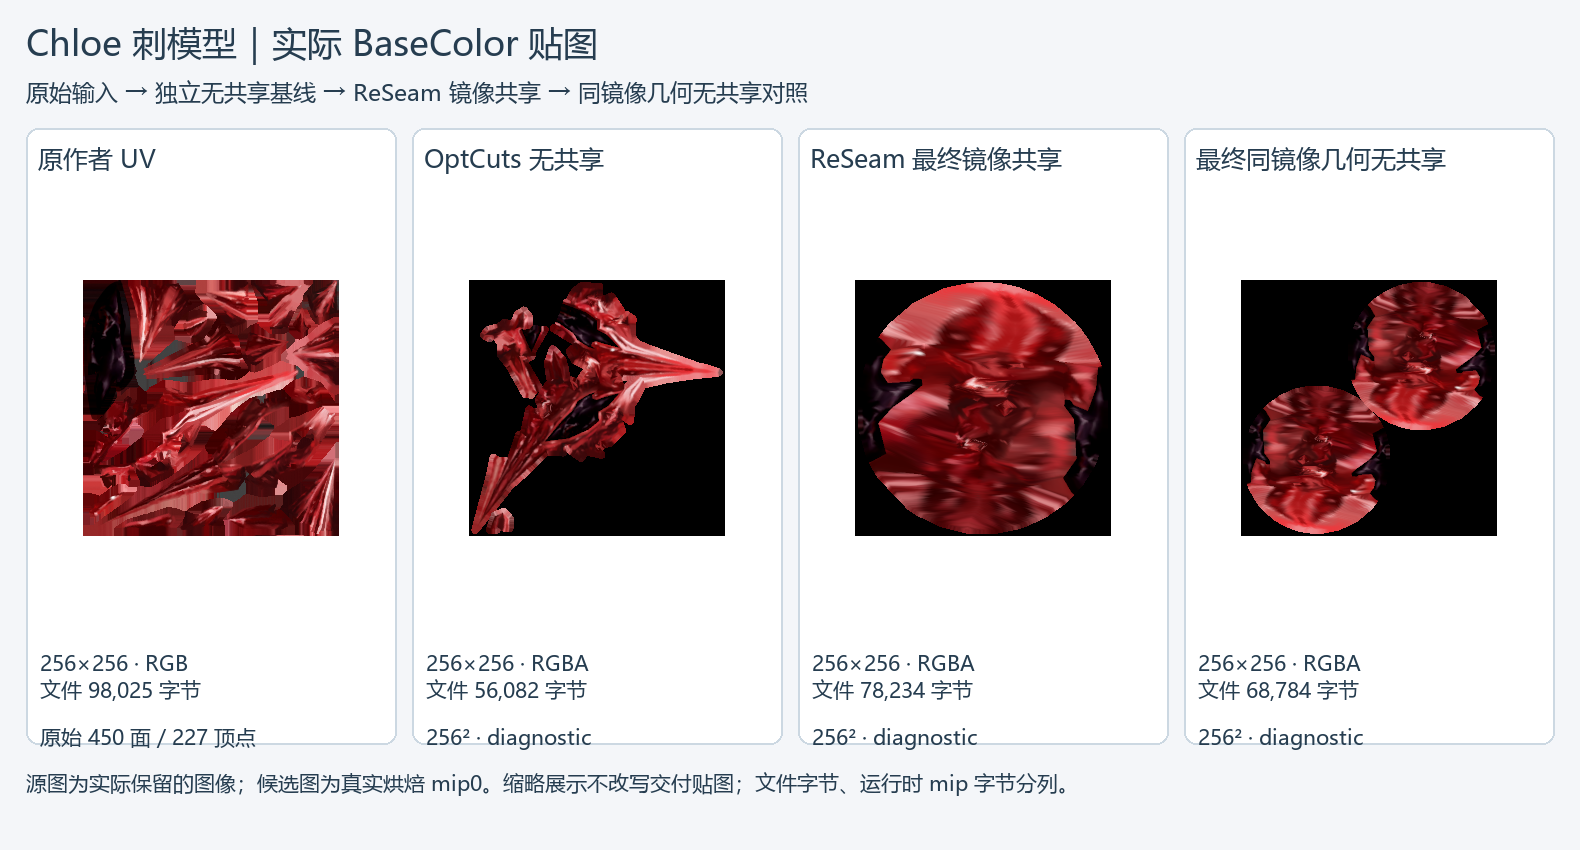 Chloe 刺模型 | 实际 BaseColor 贴图
原始输入 → 独立无共享基线 → ReSeam 镜像共享 → 同镜像几何无共享对照
原作者 UV
256×256 · RGB
文件 98,025 字节
原始 450 面 / 227 顶点
OptCuts 无共享
256×256 · RGBA
文件 56,082 字节
256² · diagnostic
ReSeam 最终镜像共享
256×256 · RGBA
文件 78,234 字节
256² · diagnostic
最终同镜像几何无共享
256×256 · RGBA
文件 68,784 字节
256² · diagnostic
源图为实际保留的图像；候选图为真实烘焙 mip0。缩略展示不改写交付贴图；文件字节、运行时 mip 字节分列。